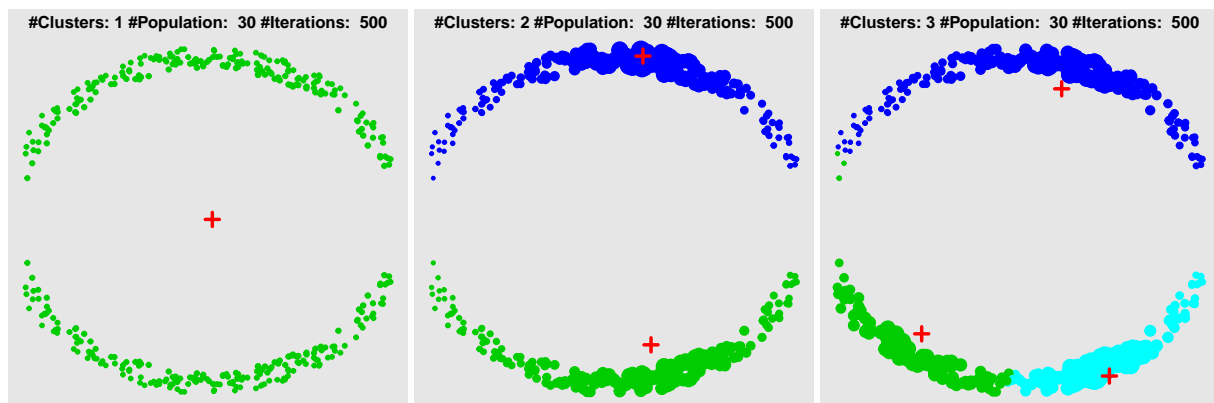 #Clusters: 1 #Population: 30 #Iterations: 500
#Clusters: 2 #Population: 30 #Iterations: 500
#Clusters: 3 #Population: 30 #Iterations: 500